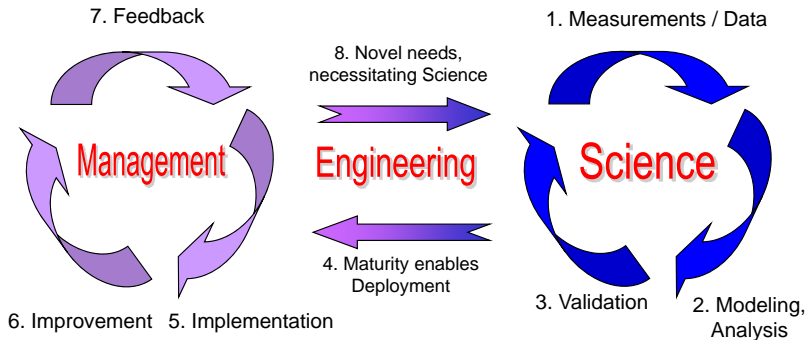 7. Feedback
1. Measurements / Data
8. Novel needs,
necessitating Science
Management
Engineering
Science
4. Maturity enables
Deployment
6. Improvement
5. Implementation
3. Validation
2. Modeling,
Analysis